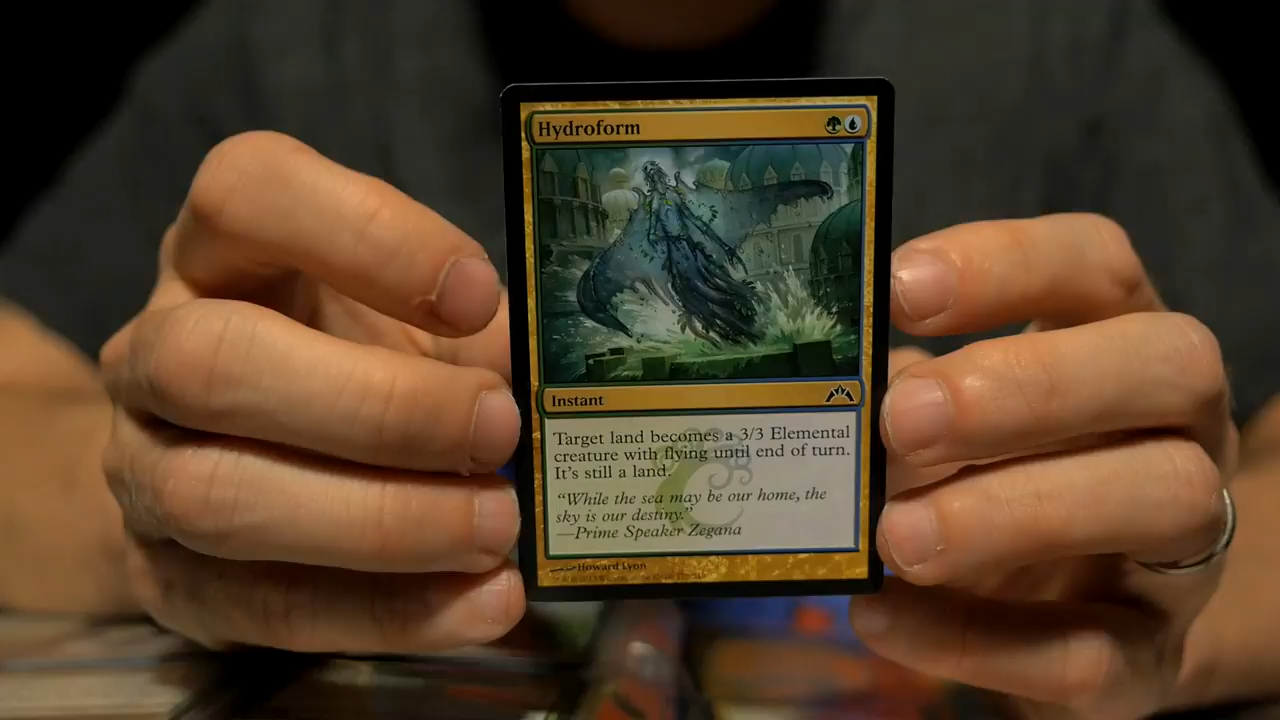 Hydroform
Instant
Target land becomes a 3/3 Elemental
creature with flying until end of turn.
It's still a land.
"While the sea may be our home, the
sky is our destiny."
—Prime Speaker Zegana
Howard Lyon